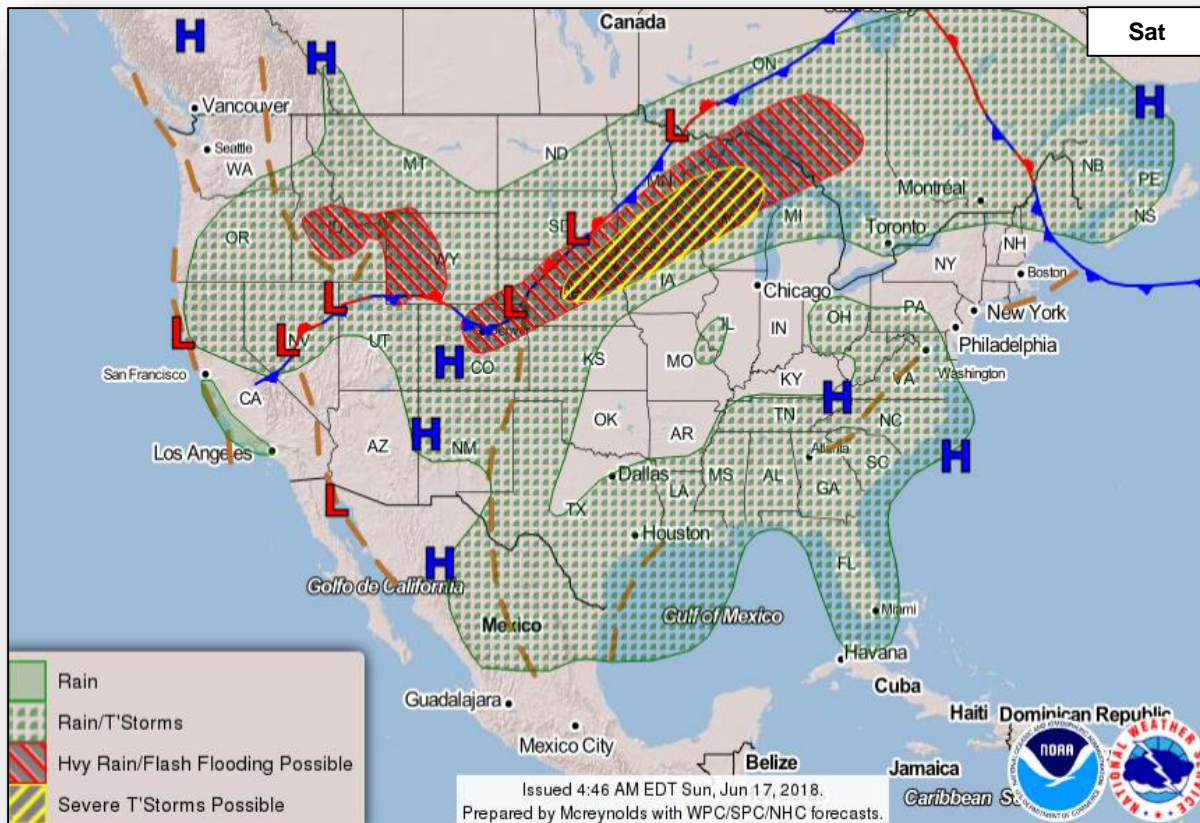 Sat
Canada
H
H
H
Vancouver
Seattle
WA
MT
ND
ON
L
MN
Montréal
NB
PE
NS
OR
ID
WY
L
MI
Toronto
NH
NY
Boston
IA
Chicago
L
L
L
L
NV
UT
H
CO
KS
MO
IL
IN
OH
PA
New York
Philadelphia
Washington
VA
KY
San Francisco
CA
Los Angeles
AZ
H
NM
OK
AR
TN
H
NC
Atlanta
SC
H
L
TX
Dallas
LA
MS
AL
GA
Houston
H
Golfo de California
FL
Gulf of Mexico
Miami
Mexico
Havana
Cuba
Guadalajara
Mexico City
Haiti
Dominican Republic
Belize
Jamaica
Rain
Rain/T'Storms
Hvy Rain/Flash Flooding Possible
Severe T'Storms Possible
Issued 4:46 AM EDT Sun, Jun 17, 2018.
Prepared by Mcreynolds with WPC/SPC/NHC forecasts.
NOAA
NATIONAL WEATHER SERVICE